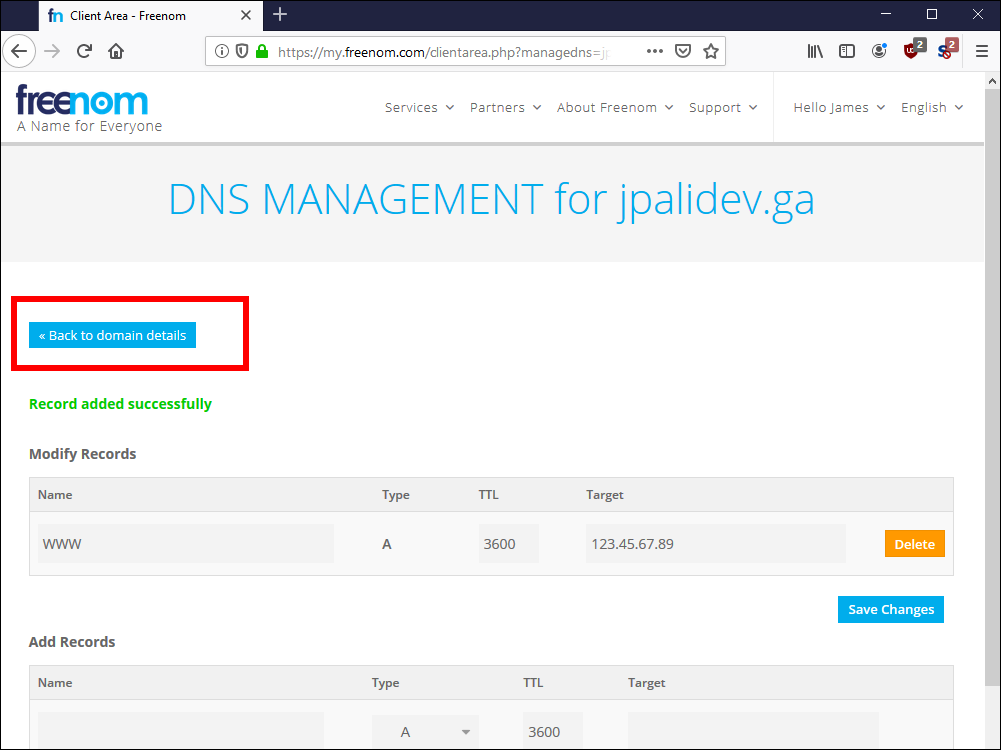 fn Client Area - Freenom
https://my.freenom.com/clientarea.php?managedns=jp
2
2
freenom
A Name for Everyone
Services Partners About Freenom Support Hello James English
DNS MANAGEMENT for jpalidev.ga
« Back to domain details
Record added successfully
Modify Records
Name Type TTL Target
WWW A 3600 123.45.67.89 Delete
Save Changes
Add Records
Name Type TTL Target
A 3600